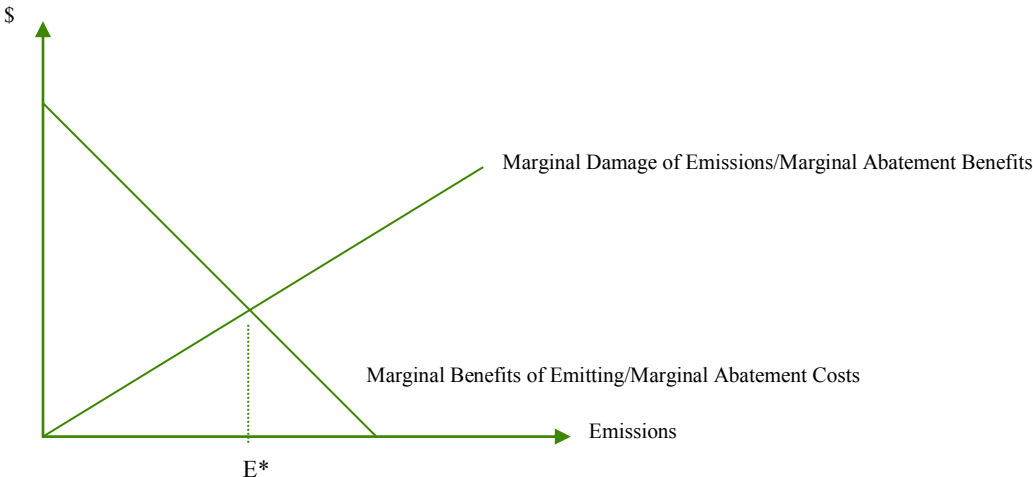 $
Marginal Damage of Emissions/Marginal Abatement Benefits
Marginal Benefits of Emitting/Marginal Abatement Costs
Emissions
E*